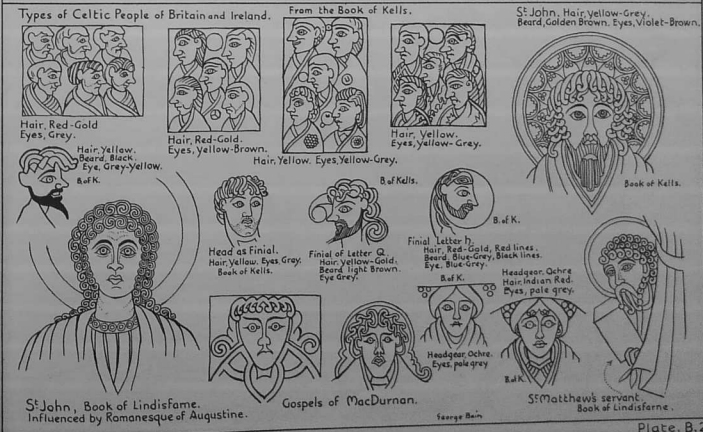 Types of Celtic People of Britain and Ireland.
From the Book of Kells.
St John. Hair, Yellow-Grey.
Beard, Golden Brown. Eyes, Violet-Brown.
Hair, Red-Gold
Eyes, Grey.
Hair, Red-Gold.
Eyes, Yellow-Brown.
Hair, Yellow. Eyes, Yellow-Grey.
Hair, Yellow.
Eyes, Yellow-Grey.
Book of Kells.
Hair, Yellow.
Beard, Black.
Eye, Grey-Yellow.
B. of K.
Head as Finial.
Hair, Yellow. Eyes, Grey.
Book of Kells.
B. of Kells.
Finial of Letter Q.
Hair, Yellow-Gold.
Beard light Brown.
Eye Grey.
B. of K.
Finial Letter h.
Hair, Red-Gold, Red lines.
Beard, Blue-Grey, Black lines.
Eye, Blue-Grey.
B. of K.
Headgear, Ochre.
Eyes, pale grey
Headgear, Ochre
Hair, Indian Red.
Eyes, pale grey.
B. of K.
St John, Book of Lindisfarne.
Influenced by Romanesque of Augustine.
Gospels of MacDurnan.
George Bain
St Matthew's servant.
Book of Lindisfarne.
Plate. B.2